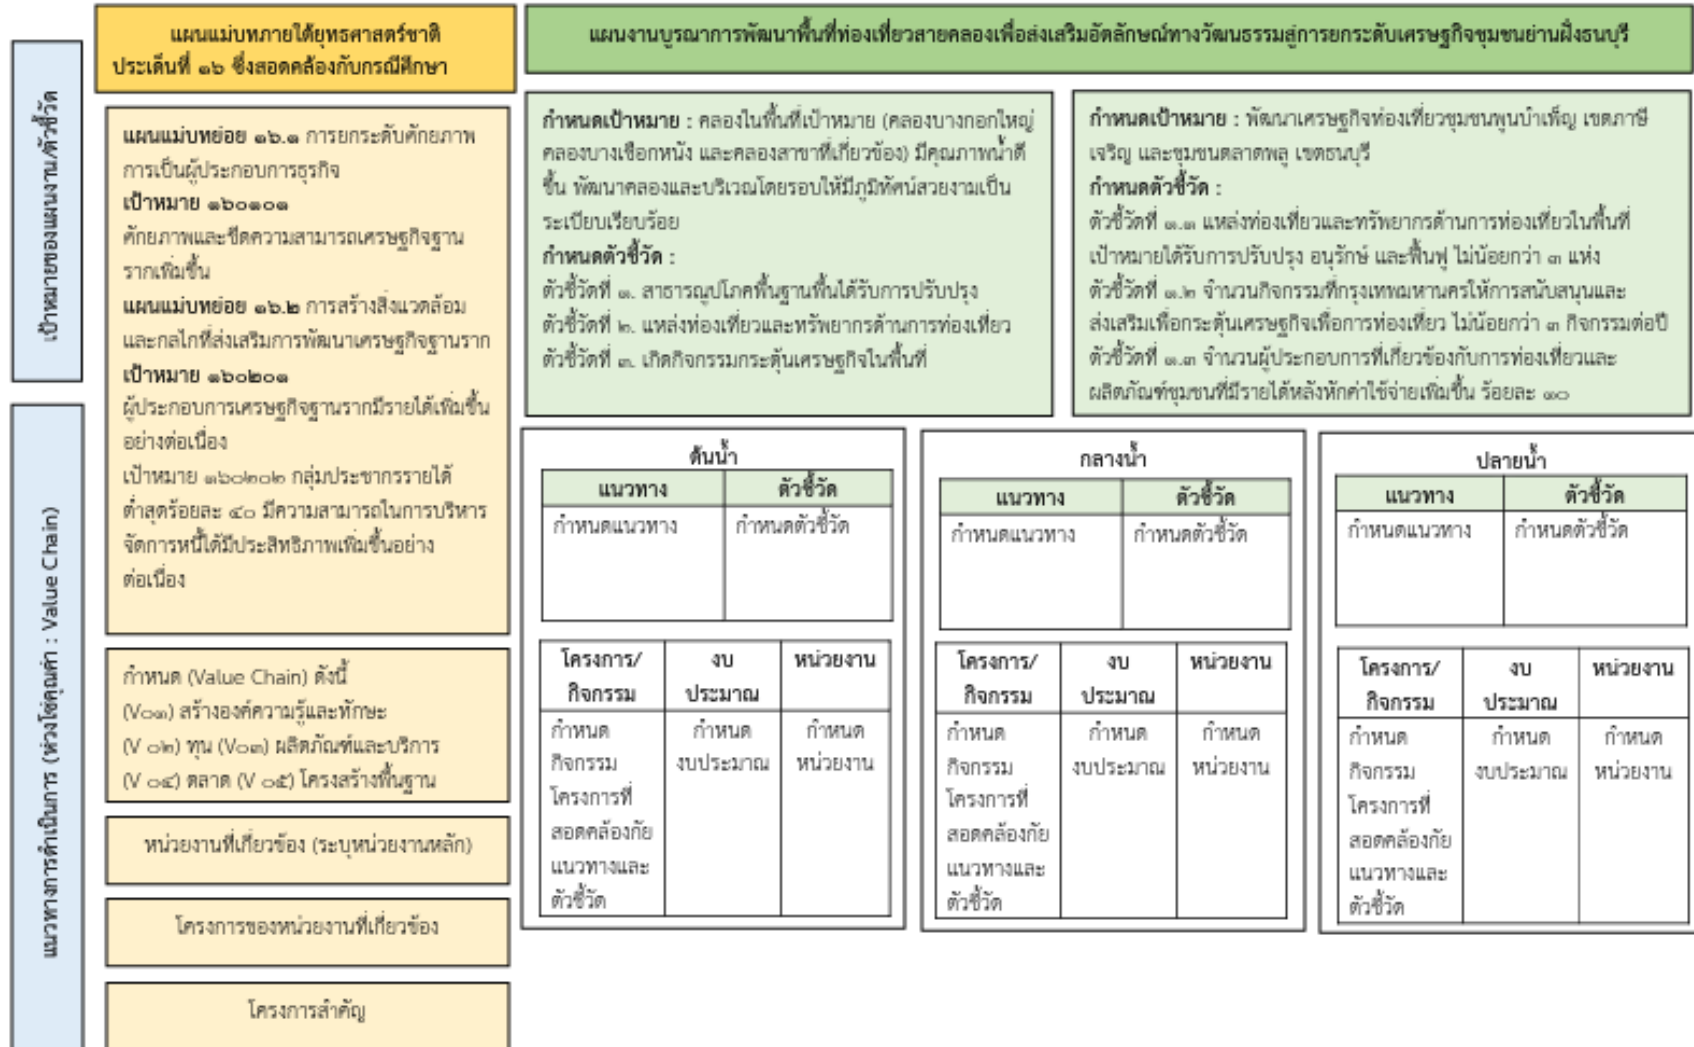 แผนแม่บทภายใต้ยุทธศาสตร์ชาติ
ประเด็นที่ ๑๖ ซึ่งสอดคล้องกับกรณีศึกษา
แผนงานบูรณาการพัฒนาพื้นที่ท่องเที่ยวสายคลองเพื่อส่งเสริมอัตลักษณ์ทางวัฒนธรรมสู่การยกระดับเศรษฐกิจชุมชนย่านฝั่งธนบุรี
เป้าหมายของแผนงาน/ตัวชี้วัด
แผนแม่บทย่อย ๑๖.๑ การยกระดับศักยภาพ
การเป็นผู้ประกอบการธุรกิจ
เป้าหมาย ๑๖๐๑๐๑
ศักยภาพและขีดความสามารถเศรษฐกิจฐาน
รากเพิ่มขึ้น
แผนแม่บทย่อย ๑๖.๒ การสร้างสิ่งแวดล้อม
และกลไกที่ส่งเสริมการพัฒนาเศรษฐกิจฐานราก
เป้าหมาย ๑๖๐๒๐๑
ผู้ประกอบการเศรษฐกิจฐานรากมีรายได้เพิ่มขึ้น
อย่างต่อเนื่อง
เป้าหมาย ๑๖๐๒๐๒ กลุ่มประชากรรายได้
ต่ำสุดร้อยละ ๔๐ มีความสามารถในการบริหาร
จัดการหนี้ได้มีประสิทธิภาพเพิ่มขึ้นอย่าง
ต่อเนื่อง
กำหนดเป้าหมาย : คลองในพื้นที่เป้าหมาย (คลองบางกอกใหญ่
คลองบางเชือกหนัง และคลองสาขาที่เกี่ยวข้อง) มีคุณภาพน้ำดี
ขึ้น พัฒนาคลองและบริเวณโดยรอบให้มีภูมิทัศน์สวยงามเป็น
ระเบียบเรียบร้อย
กำหนดตัวชี้วัด :
ตัวชี้วัดที่ ๑. สาธารณูปโภคพื้นฐานพื้นได้รับการปรับปรุง
ตัวชี้วัดที่ ๒. แหล่งท่องเที่ยวและทรัพยากรด้านการท่องเที่ยว
ตัวชี้วัดที่ ๓. เกิดกิจกรรมกระตุ้นเศรษฐกิจในพื้นที่
กำหนดเป้าหมาย : พัฒนาเศรษฐกิจท่องเที่ยวชุมชนพูนบำเพ็ญ เขตภาษี
เจริญ และชุมชนตลาดพลู เขตธนบุรี
กำหนดตัวชี้วัด :
ตัวชี้วัดที่ ๑.๑ แหล่งท่องเที่ยวและทรัพยากรด้านการท่องเที่ยวในพื้นที่
เป้าหมายได้รับการปรับปรุง อนุรักษ์ และฟื้นฟู ไม่น้อยกว่า ๓ แห่ง
ตัวชี้วัดที่ ๑.๒ จำนวนกิจกรรมที่กรุงเทพมหานครให้การสนับสนุนและ
ส่งเสริมเพื่อกระตุ้นเศรษฐกิจเพื่อการท่องเที่ยว ไม่น้อยกว่า ๓ กิจกรรมต่อปี
ตัวชี้วัดที่ ๑.๓ จำนวนผู้ประกอบการที่เกี่ยวข้องกับการท่องเที่ยวและ
ผลิตภัณฑ์ชุมชนที่มีรายได้หลังหักค่าใช้จ่ายเพิ่มขึ้น ร้อยละ ๑๐
แนวทางการดำเนินการ (ห่วงโซ่คุณค่า : Value Chain)
กำหนด (Value Chain) ดังนี้
(V๐๑) สร้างองค์ความรู้และทักษะ
(V ๐๒) ทุน (V๐๓) ผลิตภัณฑ์และบริการ
(V ๐๔) ตลาด (V ๐๕) โครงสร้างพื้นฐาน
หน่วยงานที่เกี่ยวข้อง (ระบุหน่วยงานหลัก)
โครงการของหน่วยงานที่เกี่ยวข้อง
โครงการสำคัญ
ต้นน้ำ
แนวทาง ตัวชี้วัด
กำหนดแนวทาง กำหนดตัวชี้วัด
โครงการ/ งบ หน่วยงาน
กิจกรรม ประมาณ
กำหนด กำหนด กำหนด
กิจกรรม งบประมาณ หน่วยงาน
โครงการที่
สอดคล้องกัย
แนวทางและ
ตัวชี้วัด
กลางน้ำ
แนวทาง ตัวชี้วัด
กำหนดแนวทาง กำหนดตัวชี้วัด
โครงการ/ งบ หน่วยงาน
กิจกรรม ประมาณ
กำหนด กำหนด กำหนด
กิจกรรม งบประมาณ หน่วยงาน
โครงการที่
สอดคล้องกัย
แนวทางและ
ตัวชี้วัด
ปลายน้ำ
แนวทาง ตัวชี้วัด
กำหนดแนวทาง กำหนดตัวชี้วัด
โครงการ/ งบ หน่วยงาน
กิจกรรม ประมาณ
กำหนด กำหนด กำหนด
กิจกรรม งบประมาณ หน่วยงาน
โครงการที่
สอดคล้องกัย
แนวทางและ
ตัวชี้วัด